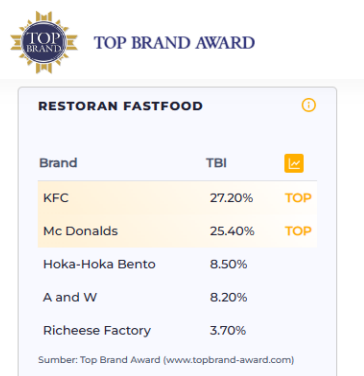 TOP
BRAND
TOP BRAND AWARD
RESTORAN FASTFOOD
Brand TBI
KFC 27.20% TOP
Mc Donalds 25.40% TOP
Hoka-Hoka Bento 8.50%
A and W 8.20%
Richeese Factory 3.70%
Sumber: Top Brand Award (www.topbrand-award.com)